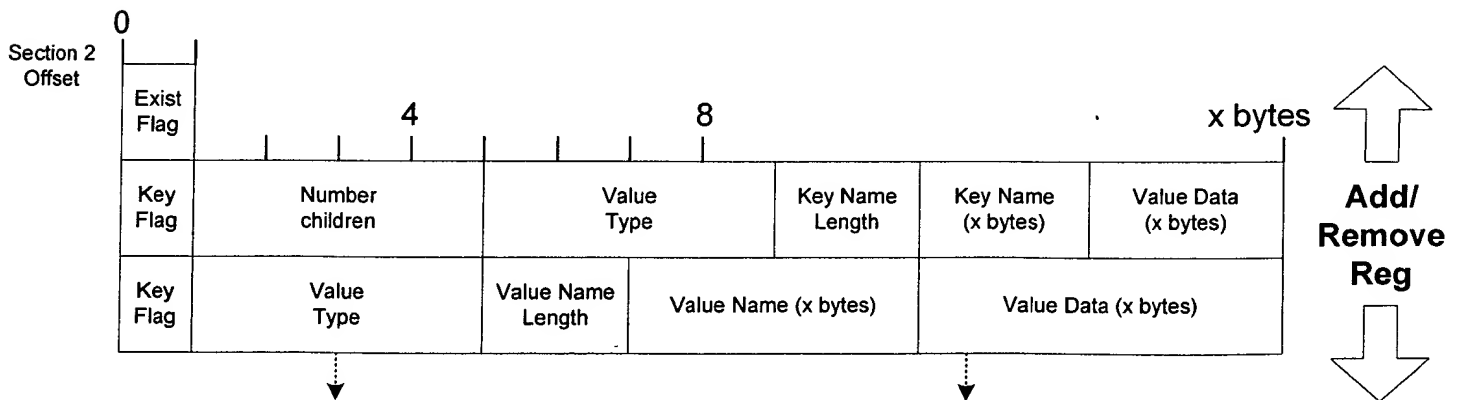 0
Section 2
Offset
Exist
Flag
4
8
x bytes
Key
Flag
Number
children
Value
Type
Key Name
Length
Key Name
(x bytes)
Value Data
(x bytes)
Key
Flag
Value
Type
Value Name
Length
Value Name (x bytes)
Value Data (x bytes)
Add/
Remove
Reg